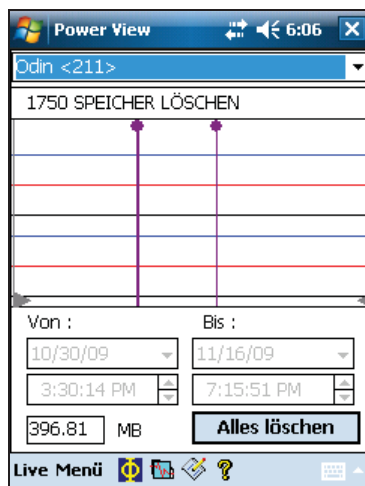 Power View 6:06
Odin <211>
1750 SPEICHER LÖSCHEN
Von : Bis :
10/30/09 11/16/09
3:30:14 PM 7:15:51 PM
396.81 MB Alles löschen
Live Menü ?